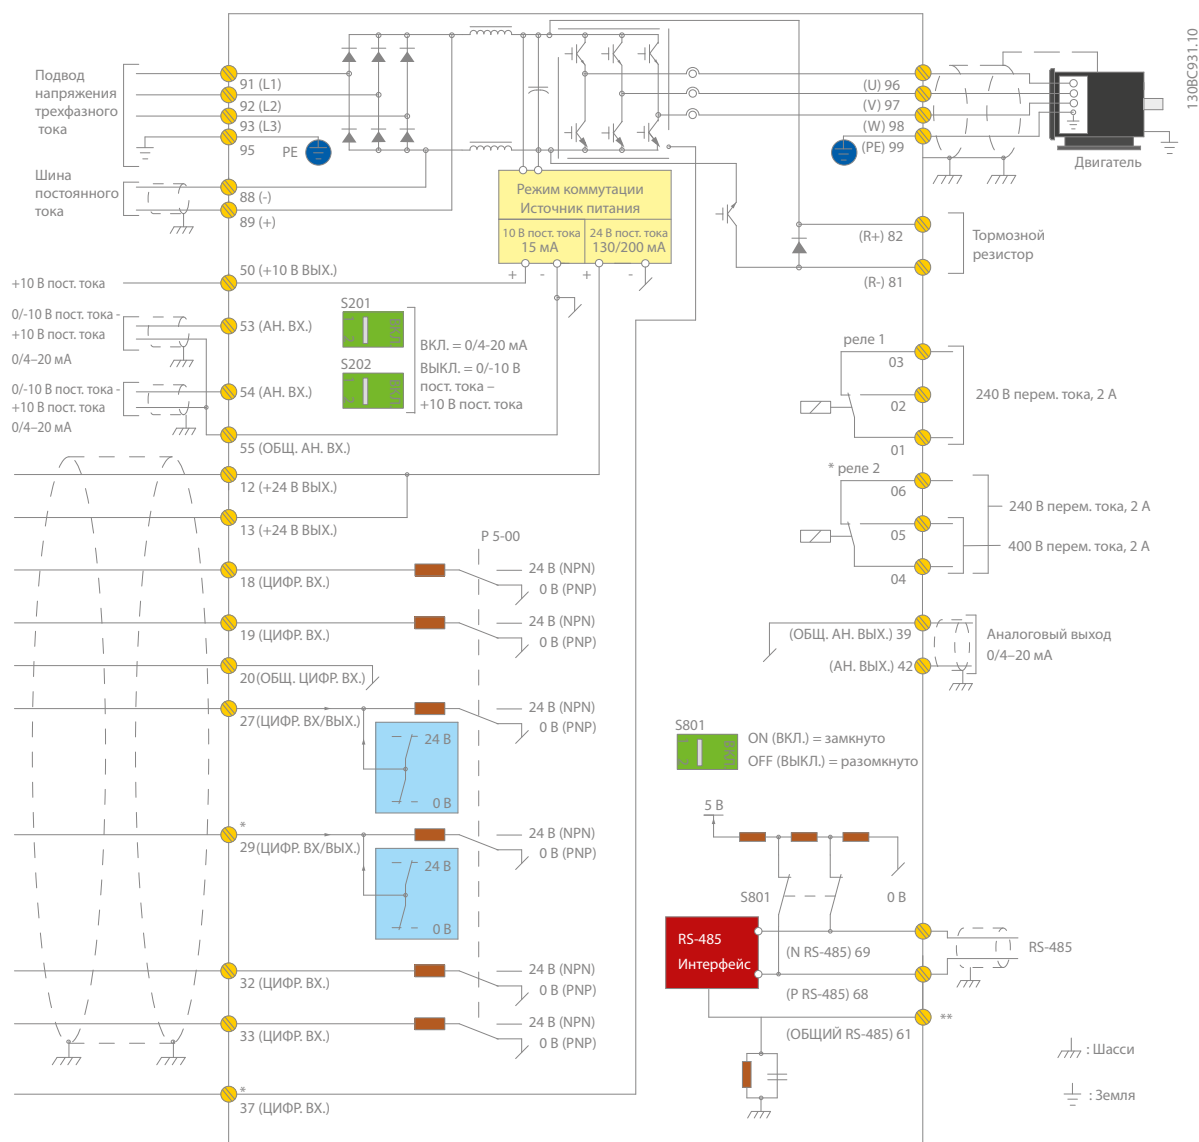 130BC931.10
Подвод
напряжения
трехфазного
тока
91 (L1)
92 (L2)
93 (L3)
95
PE
Шина
постоянного
тока
88 (-)
89 (+)
Режим коммутации
Источник питания
10 В пост. тока
15 мА
24 В пост. тока
130/200 мА
+
-
+
-
(U) 96
(V) 97
(W) 98
(PE) 99
Двигатель
(R+) 82
(R-) 81
Тормозной
резистор
+10 В пост. тока
50 (+10 В ВЫХ.)
0/-10 В пост. тока -
+10 В пост. тока
0/4–20 мА
53 (АН. ВХ.)
0/-10 В пост. тока -
+10 В пост. тока
0/4–20 мА
54 (АН. ВХ.)
55 (ОБЩ. АН. ВХ.)
S201
1
2
ВКЛ.
S202
1
2
ВКЛ.
ВКЛ. = 0/4-20 мА
ВЫКЛ. = 0/-10 В
пост. тока –
+10 В пост. тока
реле 1
03
02
01
240 В перем. тока, 2 А
* реле 2
06
05
04
240 В перем. тока, 2 А
400 В перем. тока, 2 А
12 (+24 В ВЫХ.)
13 (+24 В ВЫХ.)
P 5-00
18 (ЦИФР. ВХ.)
24 В (NPN)
0 В (PNP)
19 (ЦИФР. ВХ.)
24 В (NPN)
0 В (PNP)
20(ОБЩ. ЦИФР. ВХ.)
27(ЦИФР. ВХ/ВЫХ.)
24 В (NPN)
0 В (PNP)
24 В
0 В
*
29(ЦИФР. ВХ/ВЫХ.)
24 В (NPN)
0 В (PNP)
24 В
0 В
32 (ЦИФР. ВХ.)
24 В (NPN)
0 В (PNP)
33 (ЦИФР. ВХ.)
24 В (NPN)
0 В (PNP)
*
37 (ЦИФР. ВХ.)
(ОБЩ. АН. ВЫХ.) 39
(АН. ВЫХ.) 42
Аналоговый выход
0/4–20 мА
S801
1
2
ВКЛ.
ON (ВКЛ.) = замкнуто
OFF (ВЫКЛ.) = разомкнуто
5 В
S801
0 В
RS-485
Интерфейс
(N RS-485) 69
(P RS-485) 68
(ОБЩИЙ RS-485) 61
**
RS-485
: Шасси
: Земля